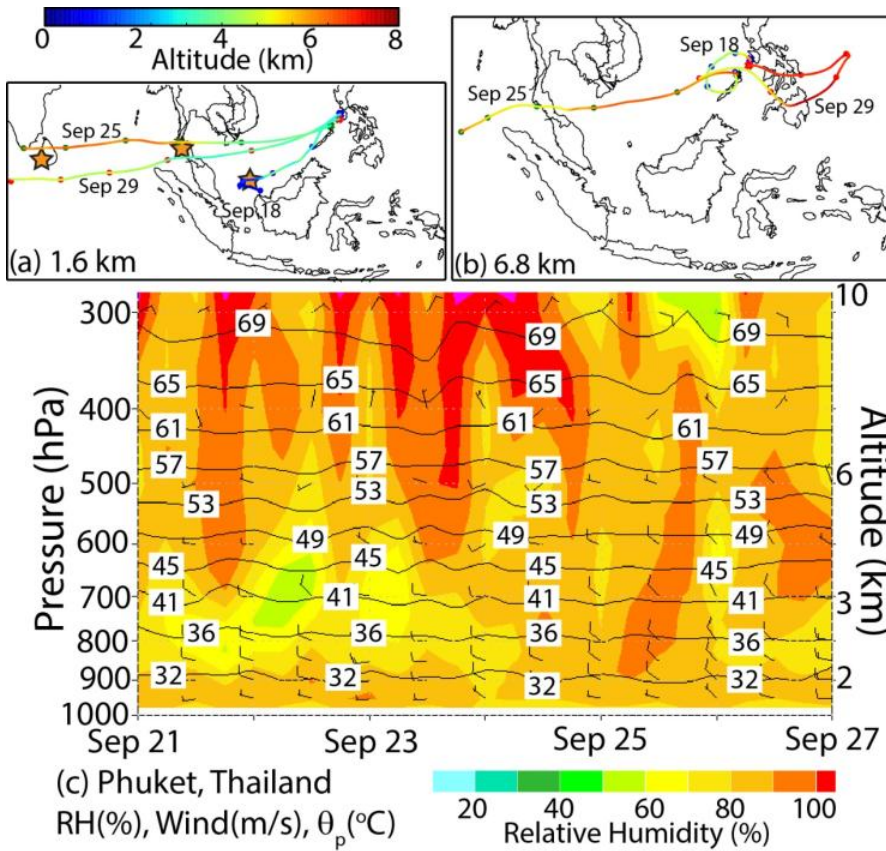 0 2 4 6 8
Altitude (km)
Sep 25
Sep 29
Sep 18
(a) 1.6 km
Sep 18
Sep 25
Sep 29
(b) 6.8 km
300
400
500
600
700
800
900
1000
Pressure (hPa)
69 69 69
65 65 65 65
61 61 61 61
57 57 57 57
53 53 53 53
49 49 49
45 45 45 45
41 41 41 41
36 36 36 36
32 32 32 32
10
6
3
2
Altitude (km)
Sep 21 Sep 23 Sep 25 Sep 27
(c) Phuket, Thailand
RH(%), Wind(m/s), θp(°C)
20 40 60 80 100
Relative Humidity (%)